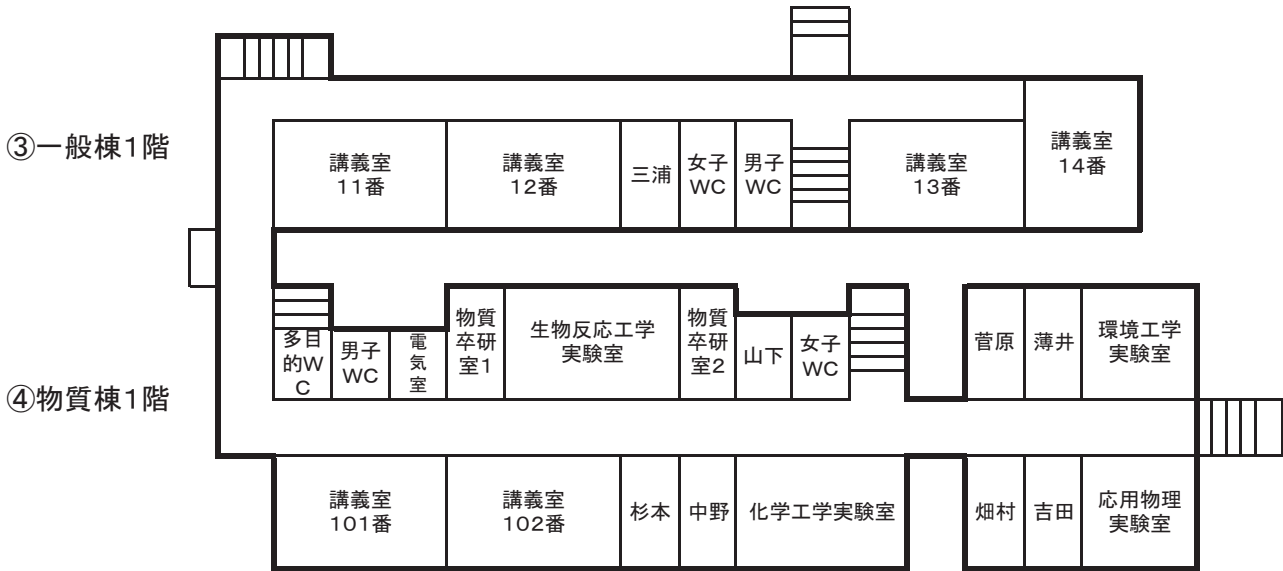 ③一般棟1階
講義室
11番
講義室
12番
三浦
女子
WC
男子
WC
講義室
13番
講義室
14番
④物質棟1階
多目
的W
C
男子
WC
電
気
室
物質
卒研
室1
生物反応工学
実験室
物質
卒研
室2
山下
女子
WC
菅原
薄井
環境工学
実験室
講義室
101番
講義室
102番
杉本
中野
化学工学実験室
畑村
吉田
応用物理
実験室